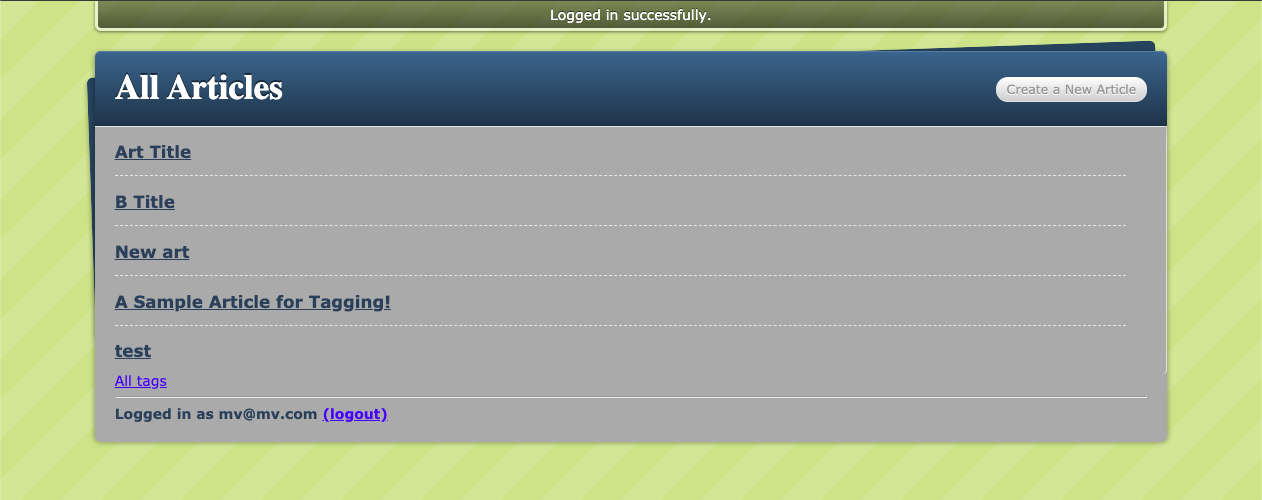 Logged in successfully.
All Articles
Create a New Article
Art Title
B Title
New art
A Sample Article for Tagging!
test
All tags
Logged in as mv@mv.com (logout)